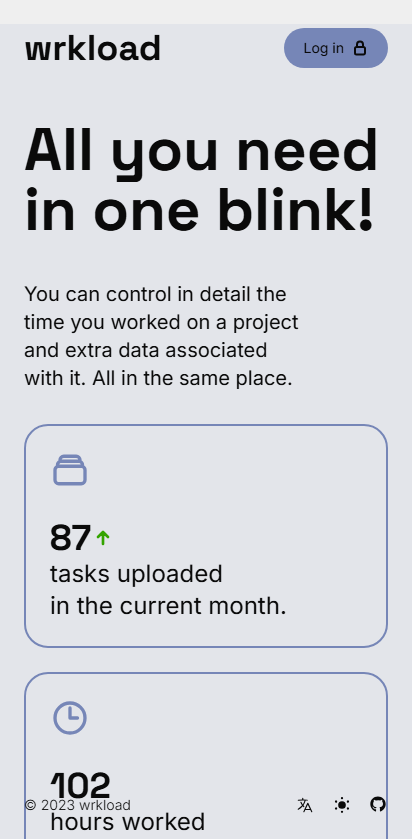 wrkload
Log in
All you need
in one blink!
You can control in detail the
time you worked on a project
and extra data associated
with it. All in the same place.
87
tasks uploaded
in the current month.
102
© 2023 wrkload
hours worked